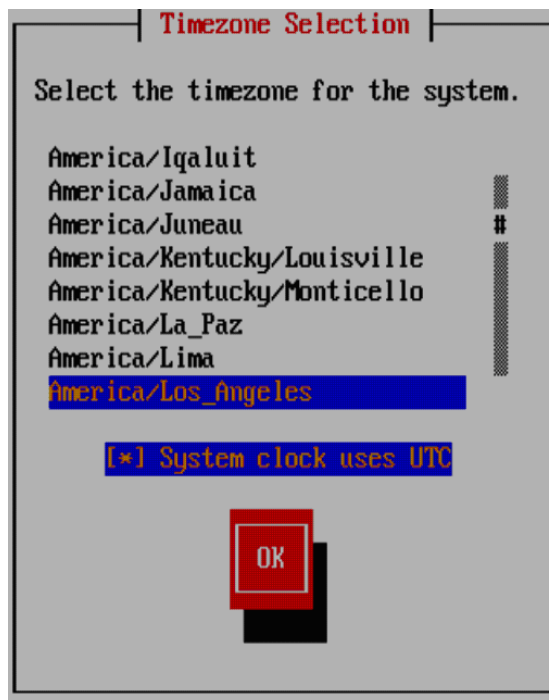 Timezone Selection
Select the timezone for the system.
America/Iqaluit
America/Jamaica
America/Juneau
#
America/Kentucky/Louisville
America/Kentucky/Monticello
America/La_Paz
America/Lima
America/Los_Angeles
[*] System clock uses UTC
OK